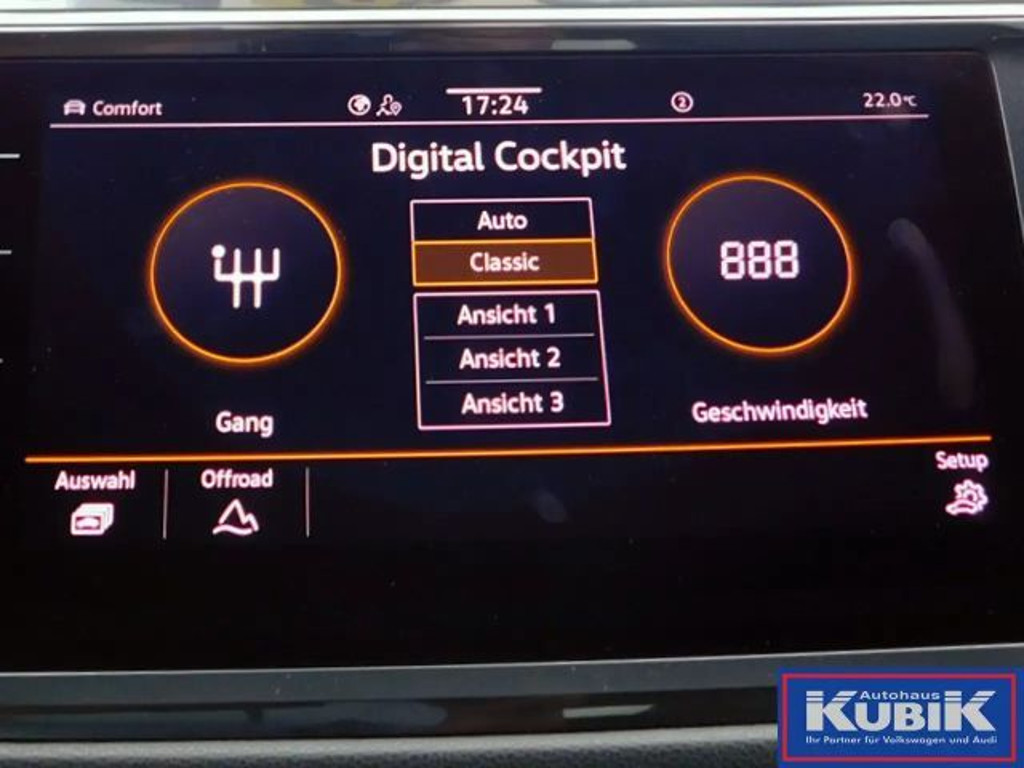 Comfort
17:24
2
22.0°C
Digital Cockpit
Auto
Classic
888
Ansicht 1
Ansicht 2
Ansicht 3
Gang
Geschwindigkeit
Auswahl
Offroad
Setup
Autohaus
KUBIK
Ihr Partner für Volkswagen und Audi